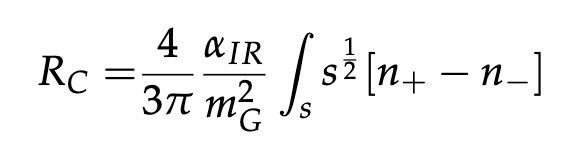 R_C = \frac{4}{3\pi} \frac{\alpha_{IR}}{m_G^2} \int_s s^{\frac{1}{2}} [n_+ - n_-]